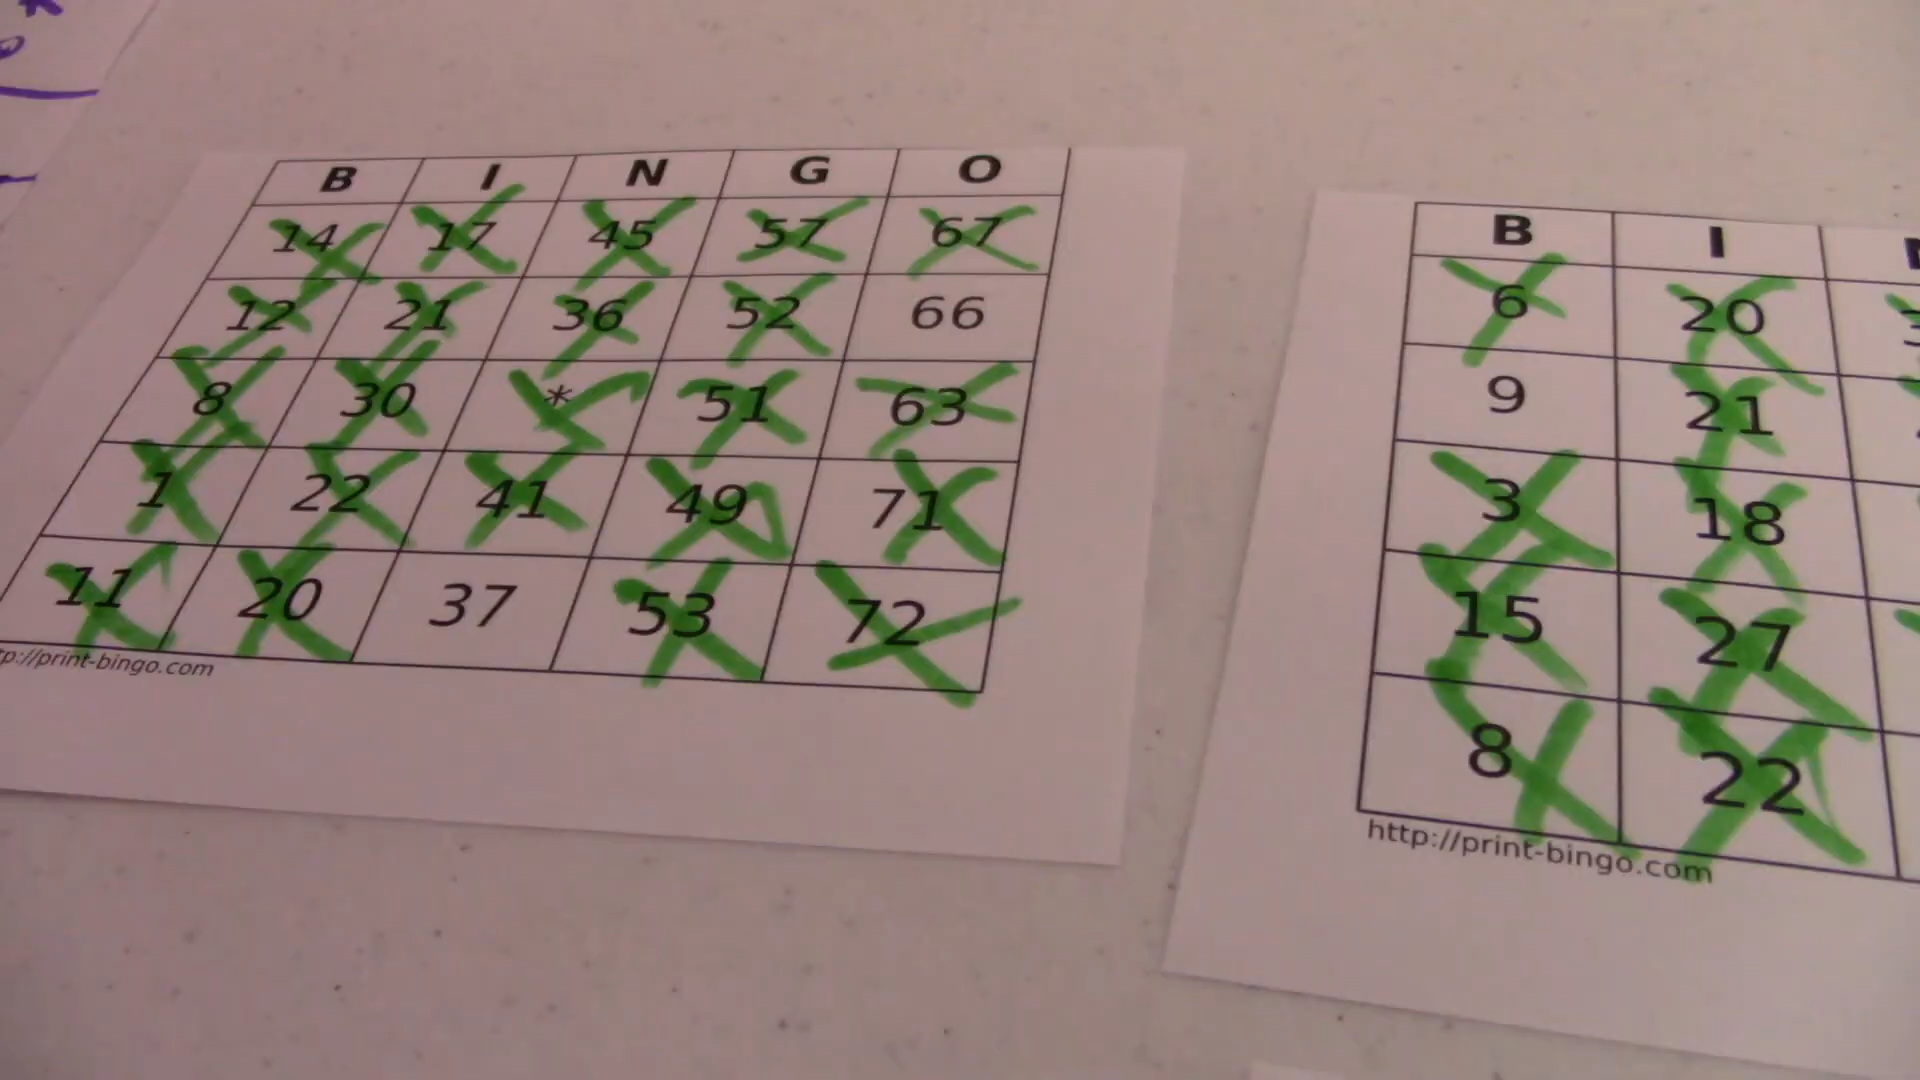 B I N G O
14 17 45 57 67
12 21 36 52 66
8 30 * 51 63
1 22 41 49 71
11 20 37 53 72
p://print-bingo.com
B I
6 20
9 21
3 18
15 27
8 22
http://print-bingo.com